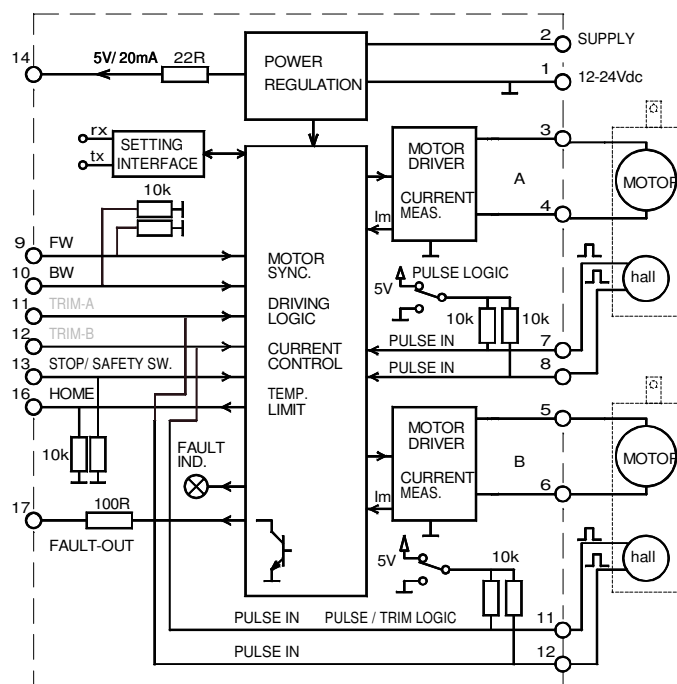 2 SUPPLY
14 5V/ 20mA 22R POWER REGULATION
1 12-24Vdc
rx
tx
SETTING INTERFACE
10k
3
MOTOR DRIVER
CURRENT MEAS.
A
MOTOR
4
Im
9 FW
10 BW
11 TRIM-A
12 TRIM-B
13 STOP/ SAFETY SW.
16 HOME
MOTOR SYNC.
DRIVING LOGIC
CURRENT CONTROL
TEMP. LIMIT
5V PULSE LOGIC
hall
10k 10k
PULSE IN 7
PULSE IN 8
10k
FAULT IND.
5
MOTOR DRIVER
CURRENT MEAS.
B
MOTOR
6
Im
17 100R
FAULT-OUT
5V
10k
hall
PULSE IN PULSE / TRIM LOGIC 11
PULSE IN 12